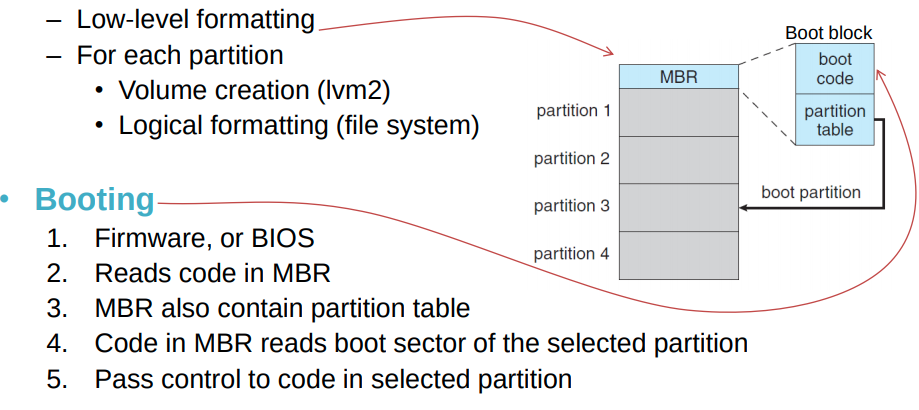 – Low-level formatting
– For each partition
• Volume creation (lvm2)
• Logical formatting (file system)
• Booting
1. Firmware, or BIOS
2. Reads code in MBR
3. MBR also contain partition table
4. Code in MBR reads boot sector of the selected partition
5. Pass control to code in selected partition
MBR
partition 1
partition 2
partition 3
partition 4
Boot block
boot
code
partition
table
boot partition